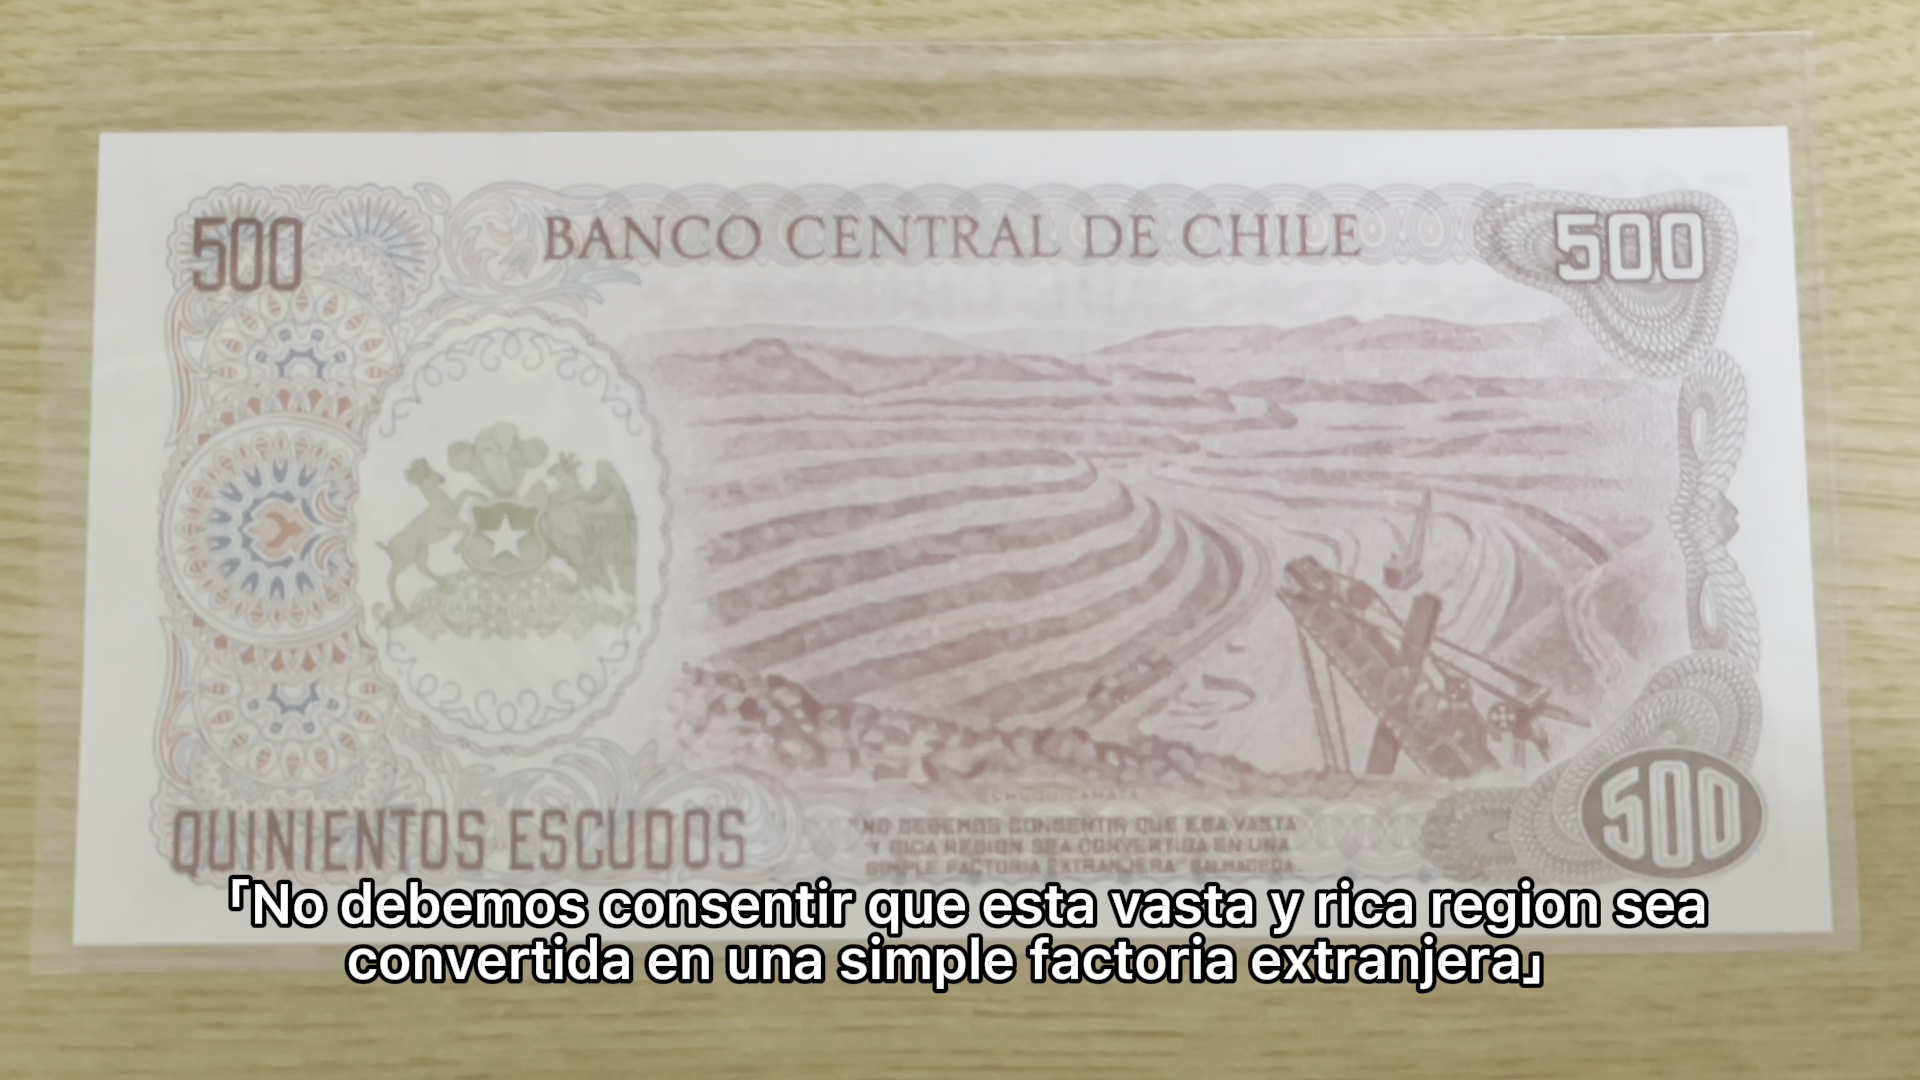 500
BANCO CENTRAL DE CHILE
500
CHUQUICAMATA
QUINIENTOS ESCUDOS
"NO DEBEMOS CONSENTIR QUE ESA VASTA
Y RICA REGION SEA CONVERTIDA EN UNA
SIMPLE FACTORIA EXTRANJERA" BALMACEDA.
500
「No debemos consentir que esta vasta y rica region sea
convertida en una simple factoria extranjera」